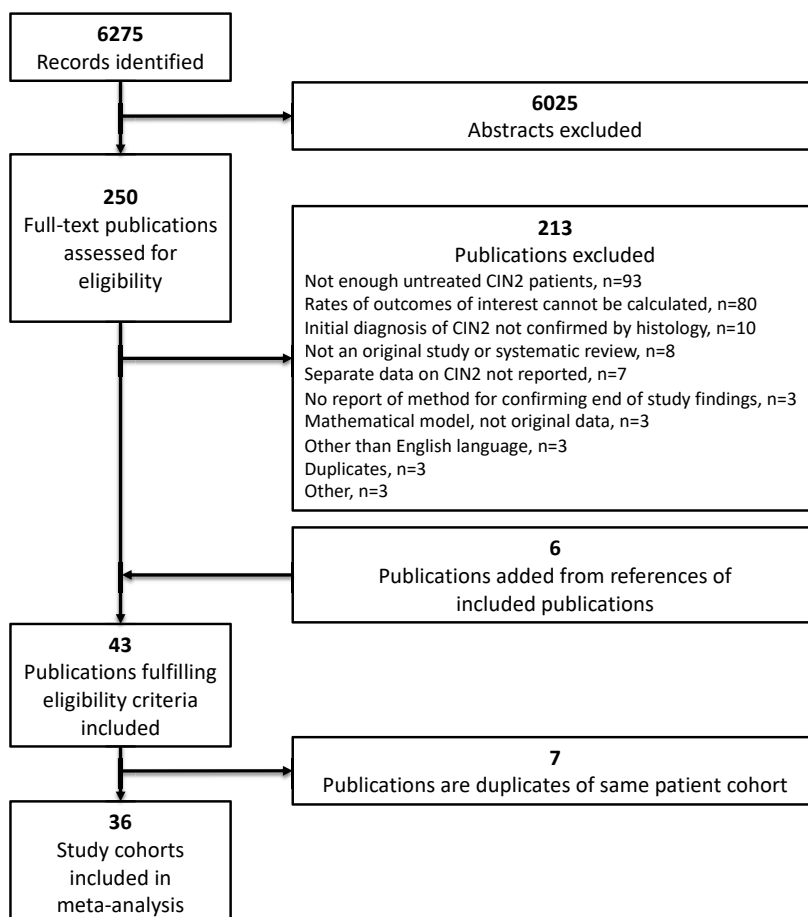 6275
Records identified
6025
Abstracts excluded
250
Full-text publications
assessed for
eligibility
213
Publications excluded
Not enough untreated CIN2 patients, n=93
Rates of outcomes of interest cannot be calculated, n=80
Initial diagnosis of CIN2 not confirmed by histology, n=10
Not an original study or systematic review, n=8
Separate data on CIN2 not reported, n=7
No report of method for confirming end of study findings, n=3
Mathematical model, not original data, n=3
Other than English language, n=3
Duplicates, n=3
Other, n=3
6
Publications added from references of
included publications
43
Publications fulfilling
eligibility criteria
included
7
Publications are duplicates of same patient cohort
36
Study cohorts
included in
meta-analysis